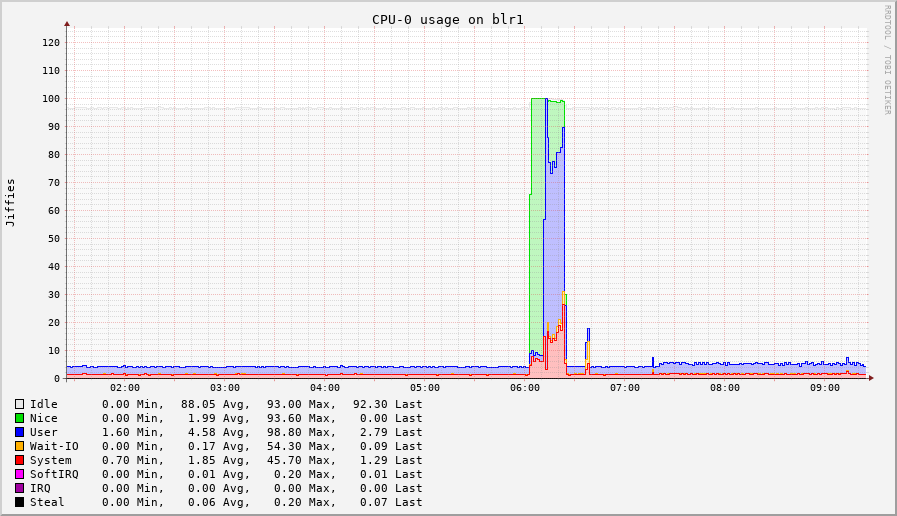 CPU-0 usage on blr1
RRDTOOL / TOBI OETIKER
Jiffies
120
110
100
90
80
70
60
50
40
30
20
10
0
02:00 03:00 04:00 05:00 06:00 07:00 08:00 09:00
Idle 0.00 Min, 88.05 Avg, 93.00 Max, 92.30 Last
Nice 0.00 Min, 1.99 Avg, 93.60 Max, 0.00 Last
User 1.60 Min, 4.58 Avg, 98.80 Max, 2.79 Last
Wait-IO 0.00 Min, 0.17 Avg, 54.30 Max, 0.09 Last
System 0.70 Min, 1.85 Avg, 45.70 Max, 1.29 Last
SoftIRQ 0.00 Min, 0.01 Avg, 0.20 Max, 0.01 Last
IRQ 0.00 Min, 0.00 Avg, 0.00 Max, 0.00 Last
Steal 0.00 Min, 0.06 Avg, 0.20 Max, 0.07 Last